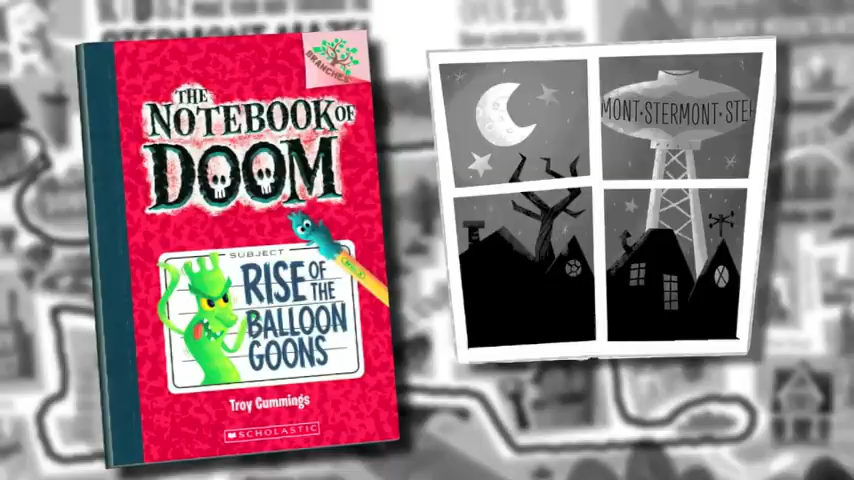 BRANCHES
THE
NOTEBOOK OF
DOOM
SUBJECT
RISE OF
THE
BALLOON
GOONS
Troy Cummings
SCHOLASTIC
MONT·STERMONT·STE